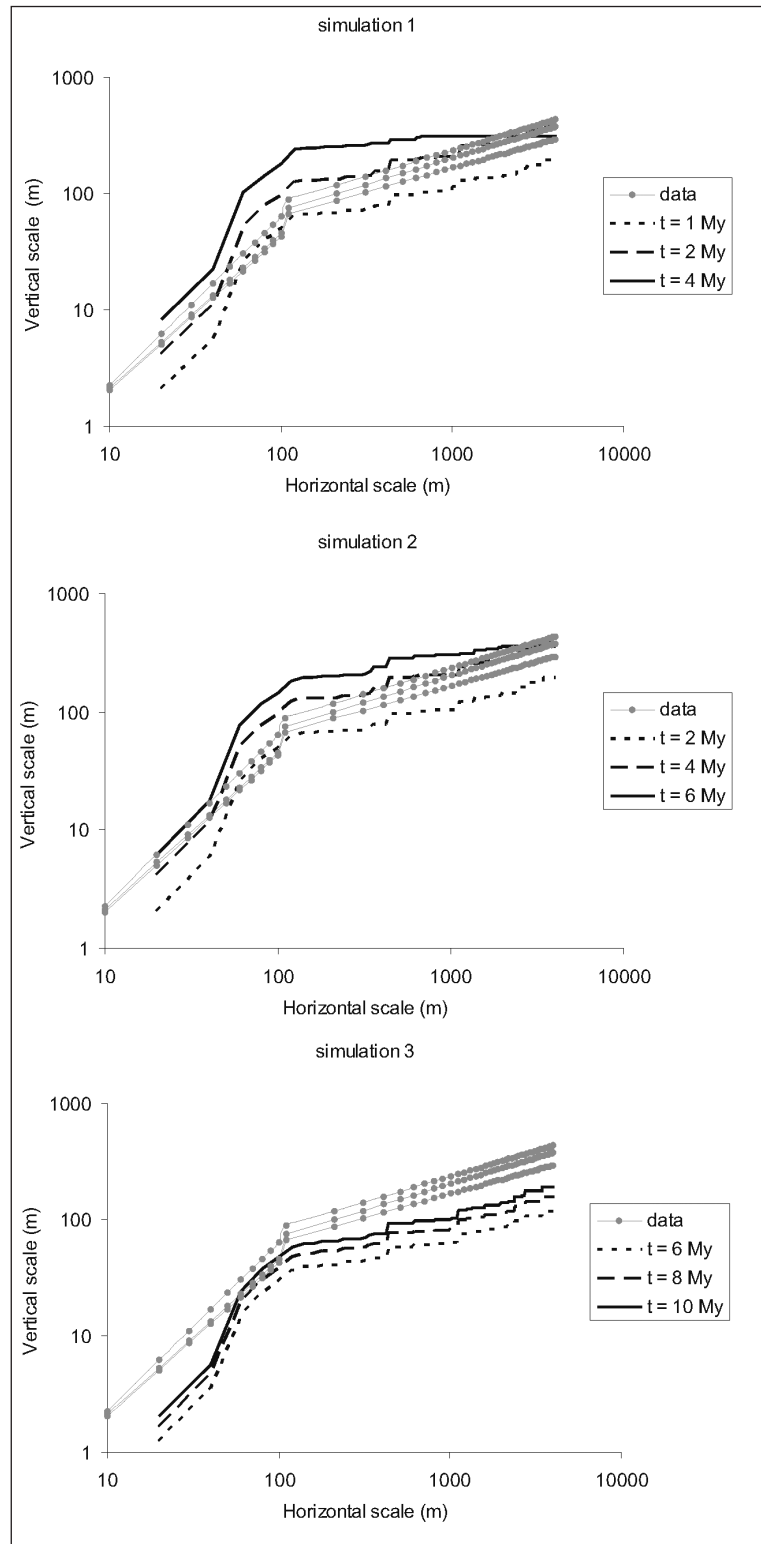 simulation 1
1000
100
10
1
Vertical scale (m)
10 100 1000 10000
Horizontal scale (m)
data
t = 1 My
t = 2 My
t = 4 My
simulation 2
1000
100
10
1
Vertical scale (m)
10 100 1000 10000
Horizontal scale (m)
data
t = 2 My
t = 4 My
t = 6 My
simulation 3
1000
100
10
1
Vertical scale (m)
10 100 1000 10000
Horizontal scale (m)
data
t = 6 My
t = 8 My
t = 10 My